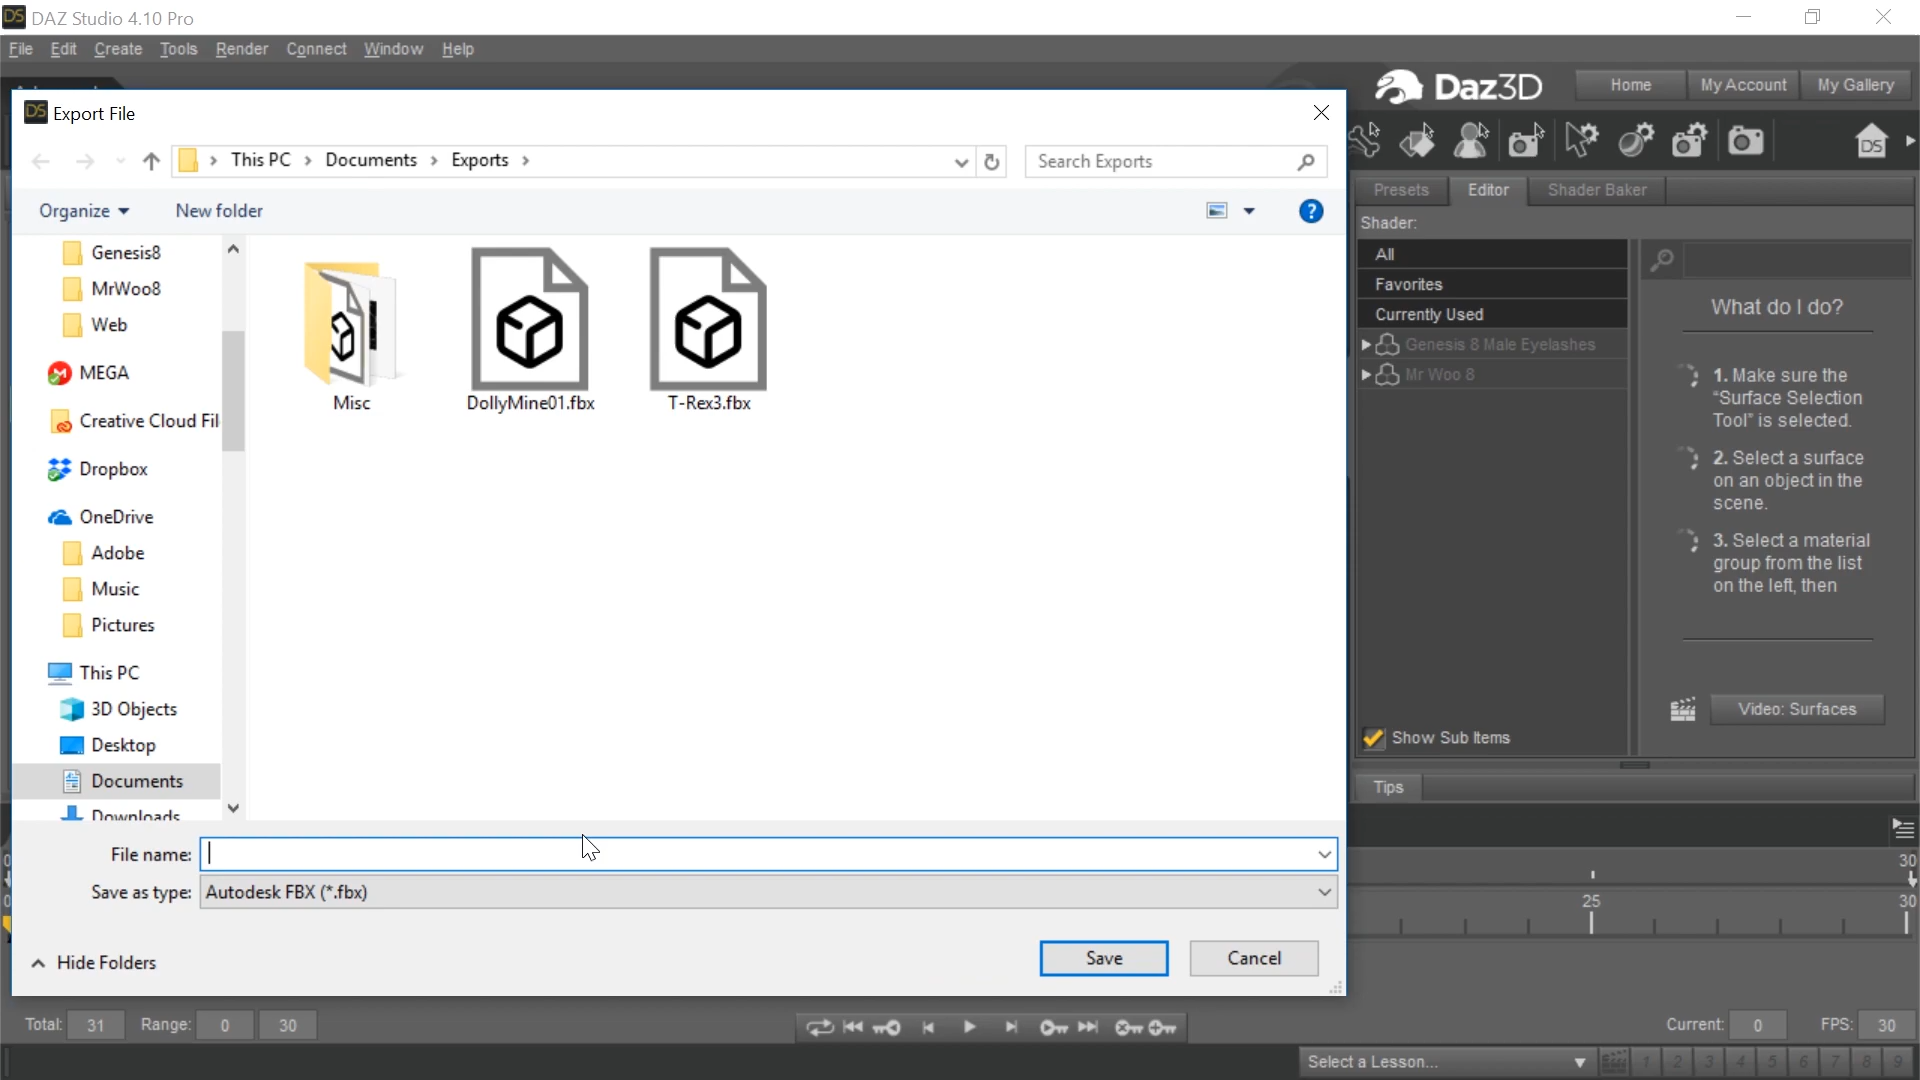 DS DAZ Studio 4.10 Pro
File Edit Create Tools Render Connect Window Help
Daz3D Home My Account My Gallery
DS Export File
This PC > Documents > Exports >
Search Exports
Organize New folder
DS
Presets Editor Shader Baker
Shader:
Genesis8
MrWoo8
Web
MEGA
Creative Cloud Fil
Dropbox
OneDrive
Adobe
Music
Pictures
This PC
3D Objects
Desktop
Documents
Downloads
Misc
DollyMine01.fbx
T-Rex3.fbx
File name:
Save as type: Autodesk FBX (*.fbx)
Hide Folders
Save Cancel
All
Favorites
Currently Used
Genesis 8 Male Eyelashes
Mr Woo 8
Show Sub Items
What do I do?
1. Make sure the
“Surface Selection
Tool” is selected.
2. Select a surface
on an object in the
scene.
3. Select a material
group from the list
on the left, then
Video: Surfaces
Tips
30
25 30
Total: 31 Range: 0 30
Current: 0 FPS: 30
Select a Lesson... 1 2 3 4 5 6 7 8 9